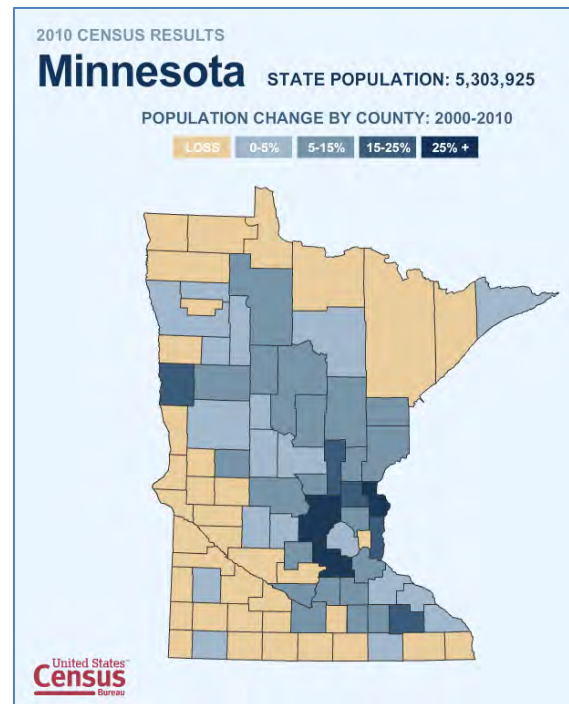 2010 CENSUS RESULTS
Minnesota STATE POPULATION: 5,303,925
POPULATION CHANGE BY COUNTY: 2000-2010
LOSS 0-5% 5-15% 15-25% 25% +
United States™
Census
Bureau